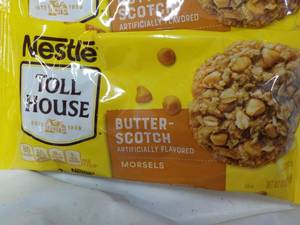 SCOTCH
ARTIFICIALLY FLAVORED
Nestlé
TOLL
HOUSE
BUTTER-
SCOTCH
ARTIFICIALLY FLAVORED
MORSELS